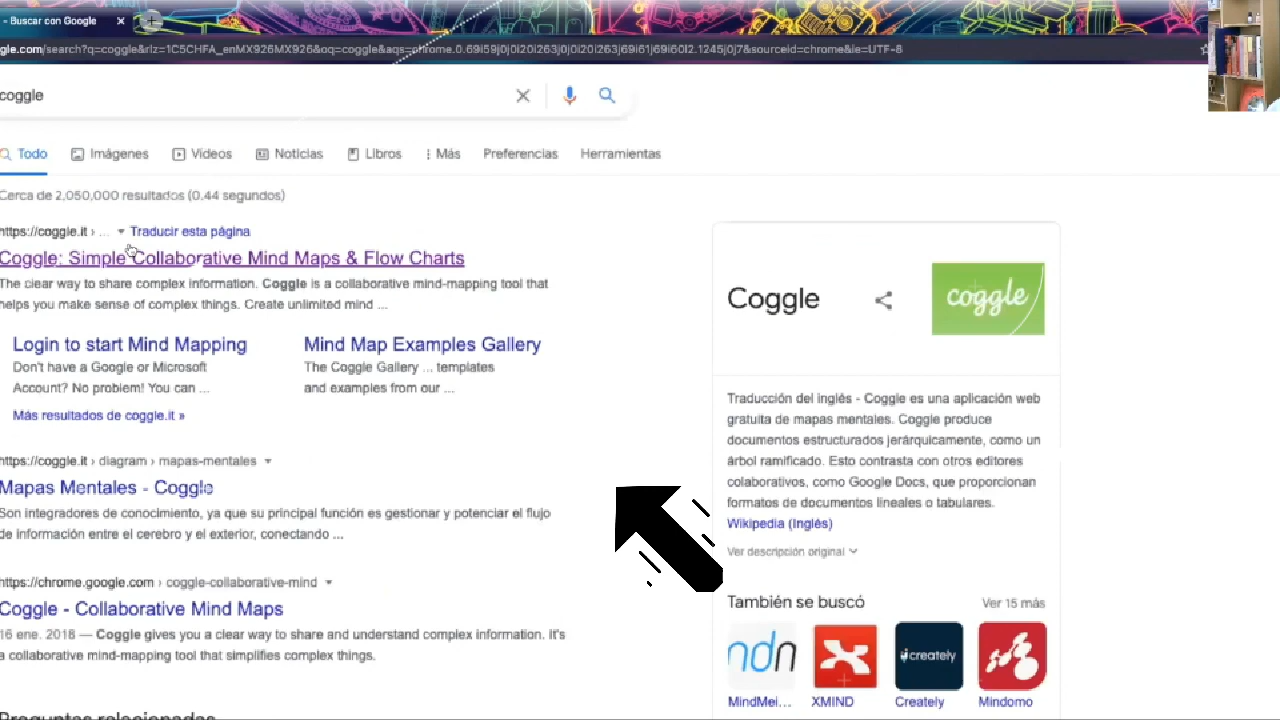 - Buscar con Google
gle.com/search?q=coggle&rlz=1C5CHFA_enMX926MX926&oq=coggle&aqs=chrome.0.69i59j0j0i20i263j0j0i20i263j69i61j69i60l2.1245j0j7&sourceid=chrome&ie=UTF-8
coggle
Todo Imágenes Videos Noticias Libros Más Preferencias Herramientas
Cerca de 2,050,000 resultados (0.44 segundos)
https://coggle.it › ... Traducir esta página
Coggle: Simple Collaborative Mind Maps & Flow Charts
The clear way to share complex information. Coggle is a collaborative mind-mapping tool that
helps you make sense of complex things. Create unlimited mind ...
Login to start Mind Mapping
Don't have a Google or Microsoft
Account? No problem! You can ...
Mind Map Examples Gallery
The Coggle Gallery ... templates
and examples from our ...
Más resultados de coggle.it »
https://coggle.it › diagram › mapas-mentales
Mapas Mentales - Coggle
Son integradores de conocimiento, ya que su principal función es gestionar y potenciar el flujo
de información entre el cerebro y el exterior, conectando ...
https://chrome.google.com › coggle-collaborative-mind
Coggle - Collaborative Mind Maps
16 ene. 2018 — Coggle gives you a clear way to share and understand complex information. It's
a collaborative mind-mapping tool that simplifies complex things.
Preguntas relacionadas
Coggle
coggle
Traducción del inglés - Coggle es una aplicación web
gratuita de mapas mentales. Coggle produce
documentos estructurados jerárquicamente, como un
árbol ramificado. Esto contrasta con otros editores
colaborativos, como Google Docs, que proporcionan
formatos de documentos lineales o tabulares.
Wikipedia (Inglés)
Ver descripción original
También se buscó Ver 15 más
creately
MindMei... XMIND Creately Mindomo